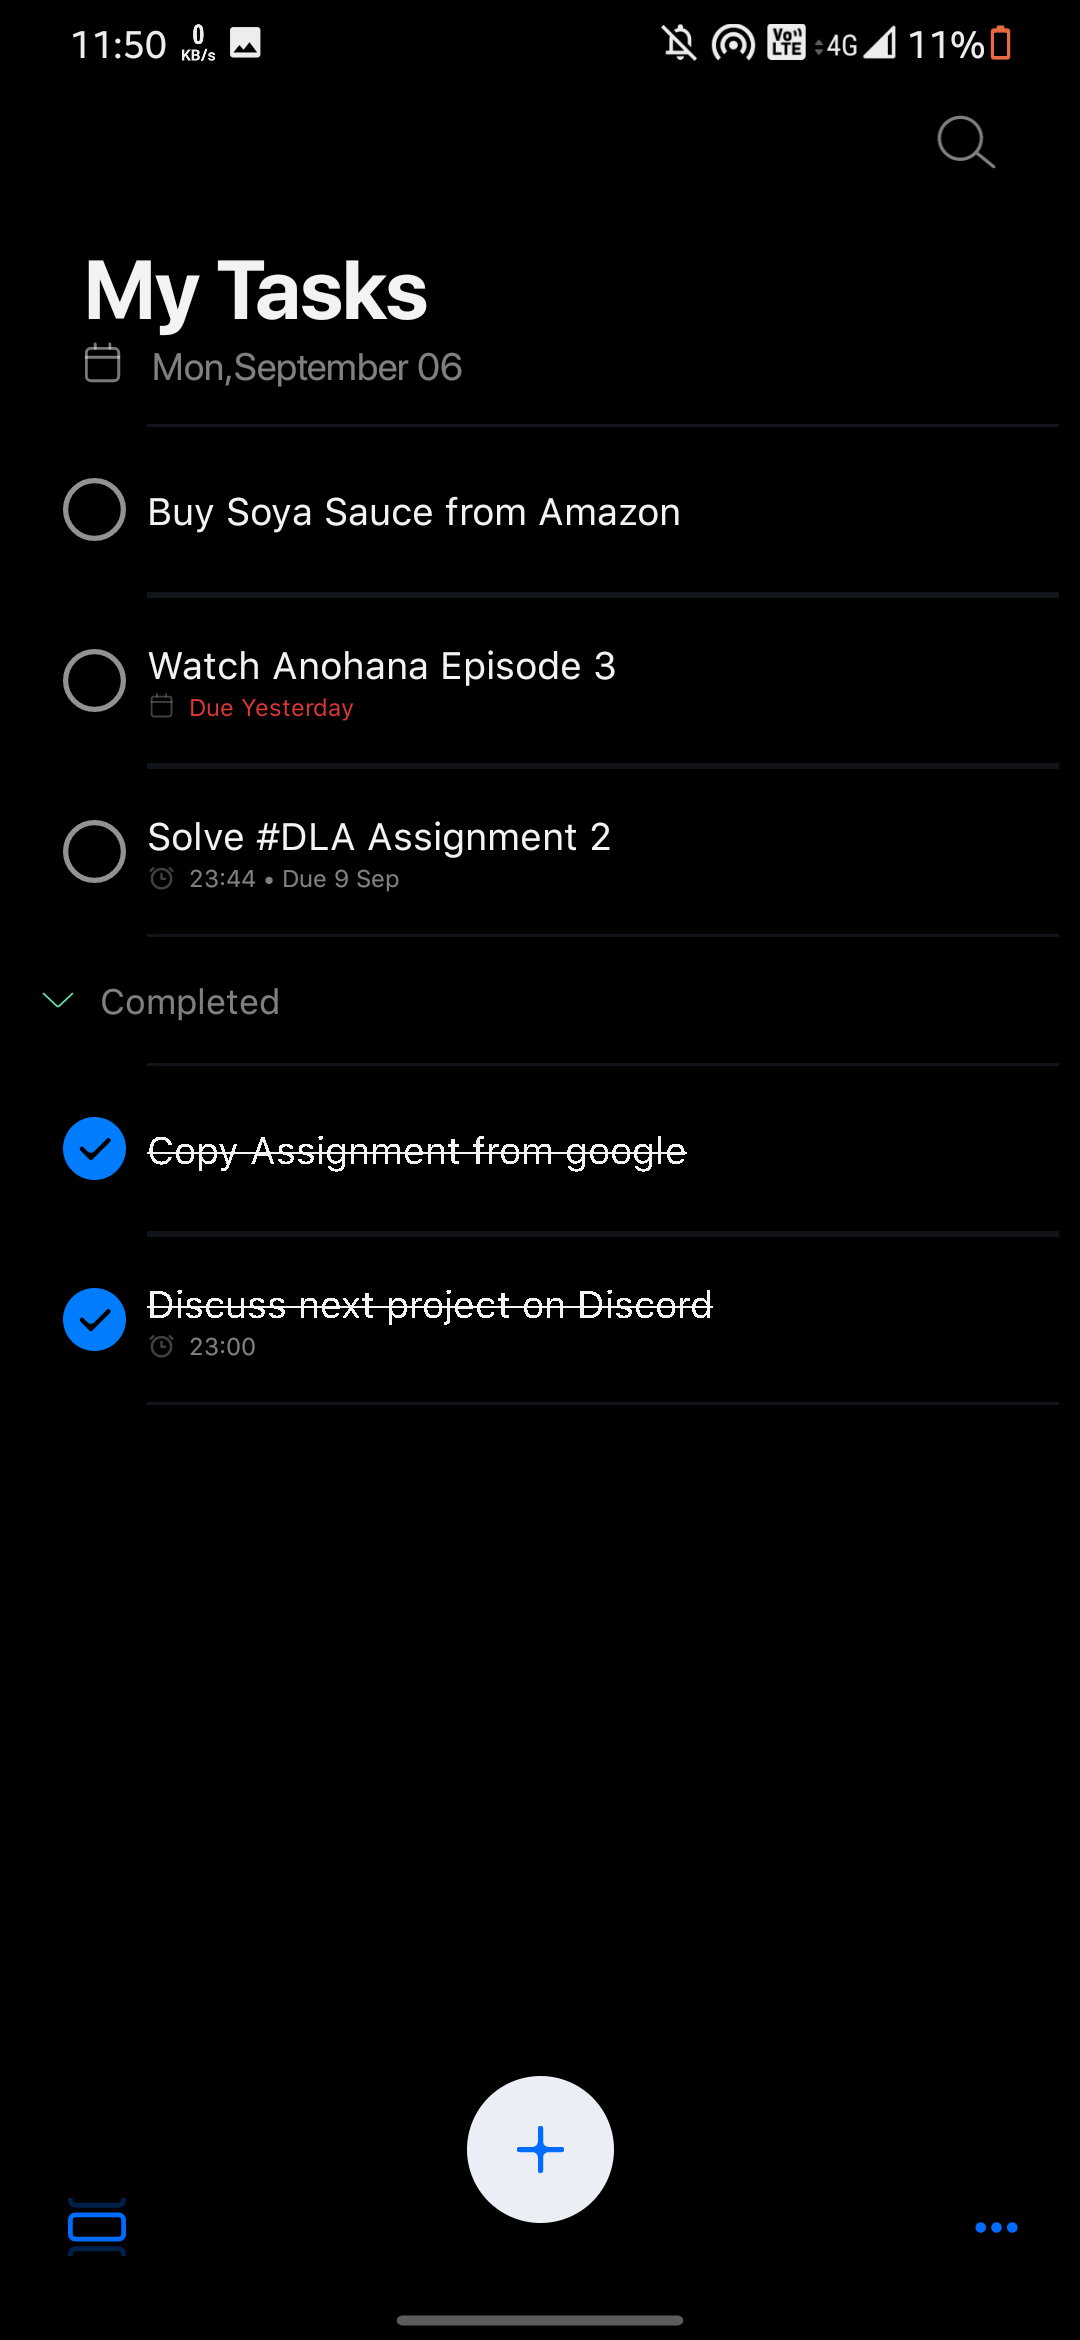 11:50 0 KB/s Vo)) LTE 4G 11%
My Tasks
Mon,September 06
Buy Soya Sauce from Amazon
Watch Anohana Episode 3
Due Yesterday
Solve #DLA Assignment 2
23:44 • Due 9 Sep
Completed
Copy Assignment from google
Discuss next project on Discord
23:00